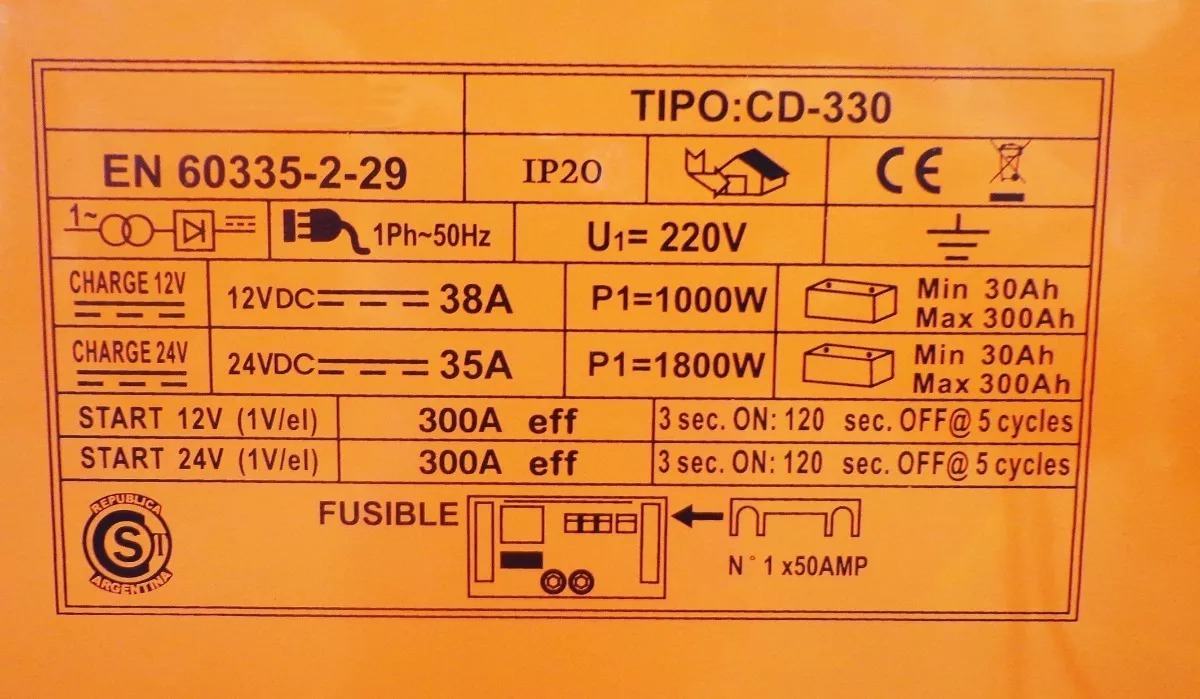 TIPO:CD-330
EN 60335-2-29
IP20
CE
1~
1Ph~50Hz
U1= 220V
CHARGE 12V
12VDC
38A
P1=1000W
Min 30Ah
Max 300Ah
CHARGE 24V
24VDC
35A
P1=1800W
Min 30Ah
Max 300Ah
START 12V (1V/el)
300A eff
3 sec. ON: 120 sec. OFF@ 5 cycles
START 24V (1V/el)
300A eff
3 sec. ON: 120 sec. OFF@ 5 cycles
REPUBLICA
ARGENTINA
FUSIBLE
N° 1 x50AMP